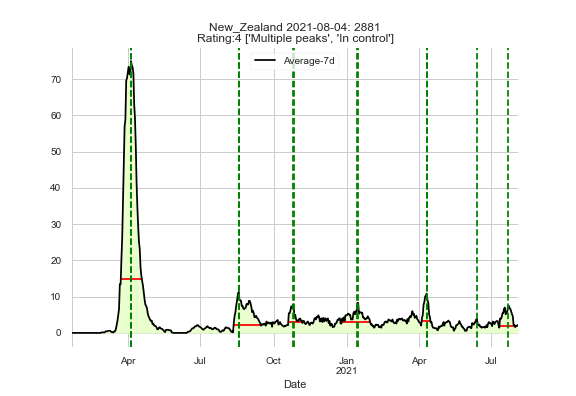 New_Zealand 2021-08-04: 2881
Rating:4 ['Multiple peaks', 'In control']
Average-7d
70
60
50
40
30
20
10
0
Apr
Jul
Oct
Jan
2021
Apr
Jul
Date